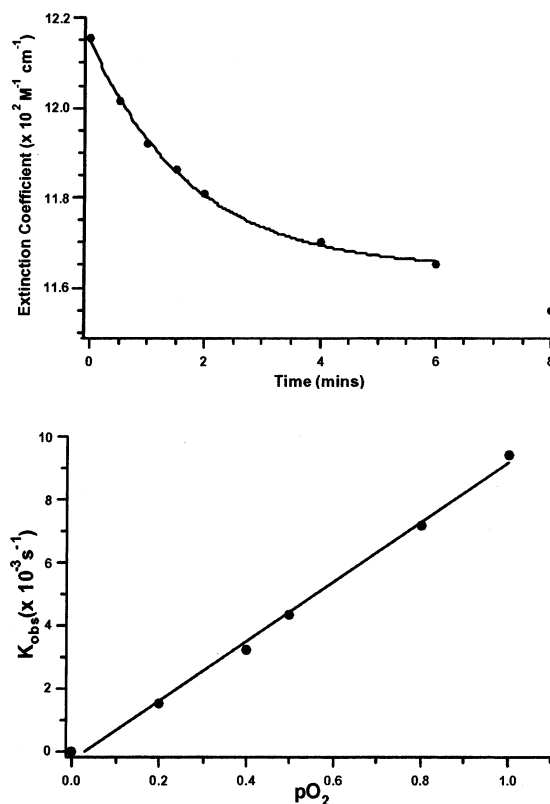 12.2
12.0
11.8
11.6
Extinction Coefficient (x 10² M⁻¹ cm⁻¹)
0 2 4 6 8
Time (mins)
10
8
6
4
2
0
K_obs(x 10⁻³ s⁻¹)
0.0 0.2 0.4 0.6 0.8 1.0
pO₂